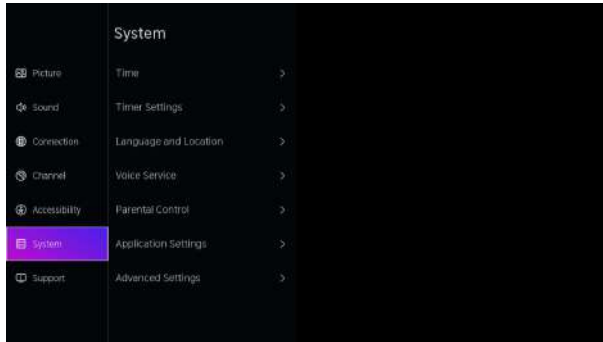 System
Picture
Time
Sound
Timer Settings
Connection
Language and Location
Channel
Voice Service
Accessibility
Parental Control
System
Application Settings
Support
Advanced Settings